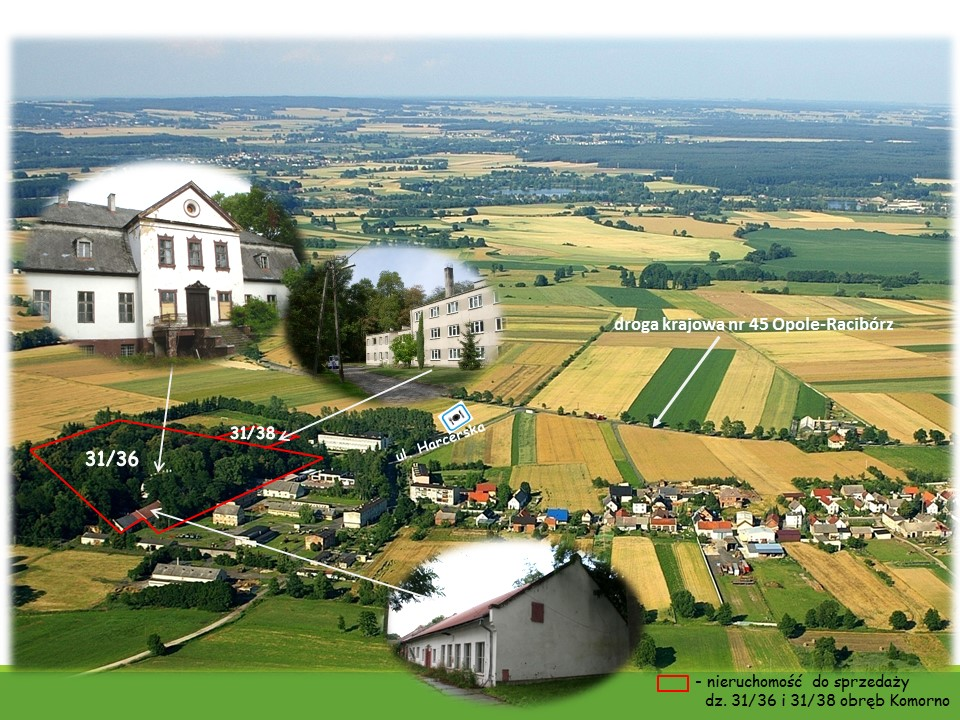 droga krajowa nr 45 Opole-Racibórz
31/38
31/36
ul. Harcerska
- nieruchomość do sprzedaży
dz. 31/36 i 31/38 obręb Komorno